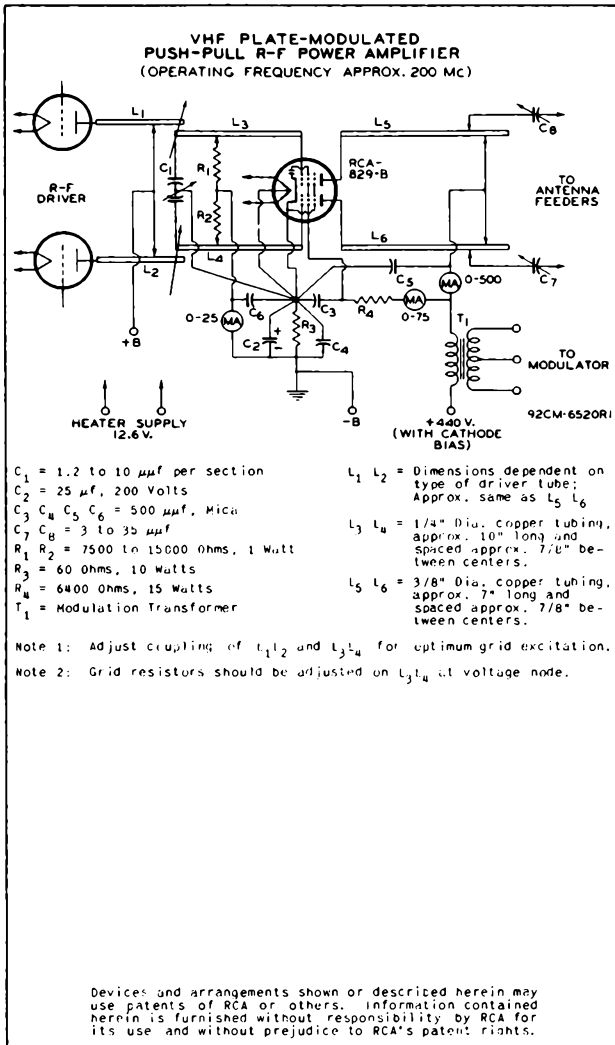 VHF PLATE-MODULATED
PUSH-PULL R-F POWER AMPLIFIER
(OPERATING FREQUENCY APPROX. 200 MC)
L1
L3
L5
C8
C1
R1
RCA-
829-B
R-F
DRIVER
TO
ANTENNA
FEEDERS
R2
L2
L4
L6
C7
C5
MA
0-500
C6
C3
R4
MA
0-75
0-25
MA
R3
T1
+B
C2
+
-
C4
TO
MODULATOR
HEATER SUPPLY
12.6 V.
-B
+440 V.
(WITH CATHODE
BIAS)
92CM-6520R1
C1 = 1.2 to 10 μμf per section
C2 = 25 μf, 200 Volts
C3 C4 C5 C6 = 500 μμf, Mica
C7 C8 = 3 to 35 μμf
R1 R2 = 7500 to 15000 Ohms, 1 Watt
R3 = 60 Ohms, 10 Watts
R4 = 6400 Ohms, 15 Watts
T1 = Modulation Transformer
L1 L2 = Dimensions dependent on
type of driver tube;
Approx. same as L5 L6
L3 L4 = 1/4" Dia. copper tubing,
approx. 10" long and
spaced approx. 7/8" be-
tween centers.
L5 L6 = 3/8" Dia. copper tubing,
approx. 7" long and
spaced approx. 7/8" be-
tween centers.
Note 1: Adjust coupling of L1L2 and L3L4 for optimum grid excitation.
Note 2: Grid resistors should be adjusted on L3L4 at voltage node.
Devices and arrangements shown or described herein may
use patents of RCA or others. Information contained
herein is furnished without responsibility by RCA for
its use and without prejudice to RCA's patent rights.